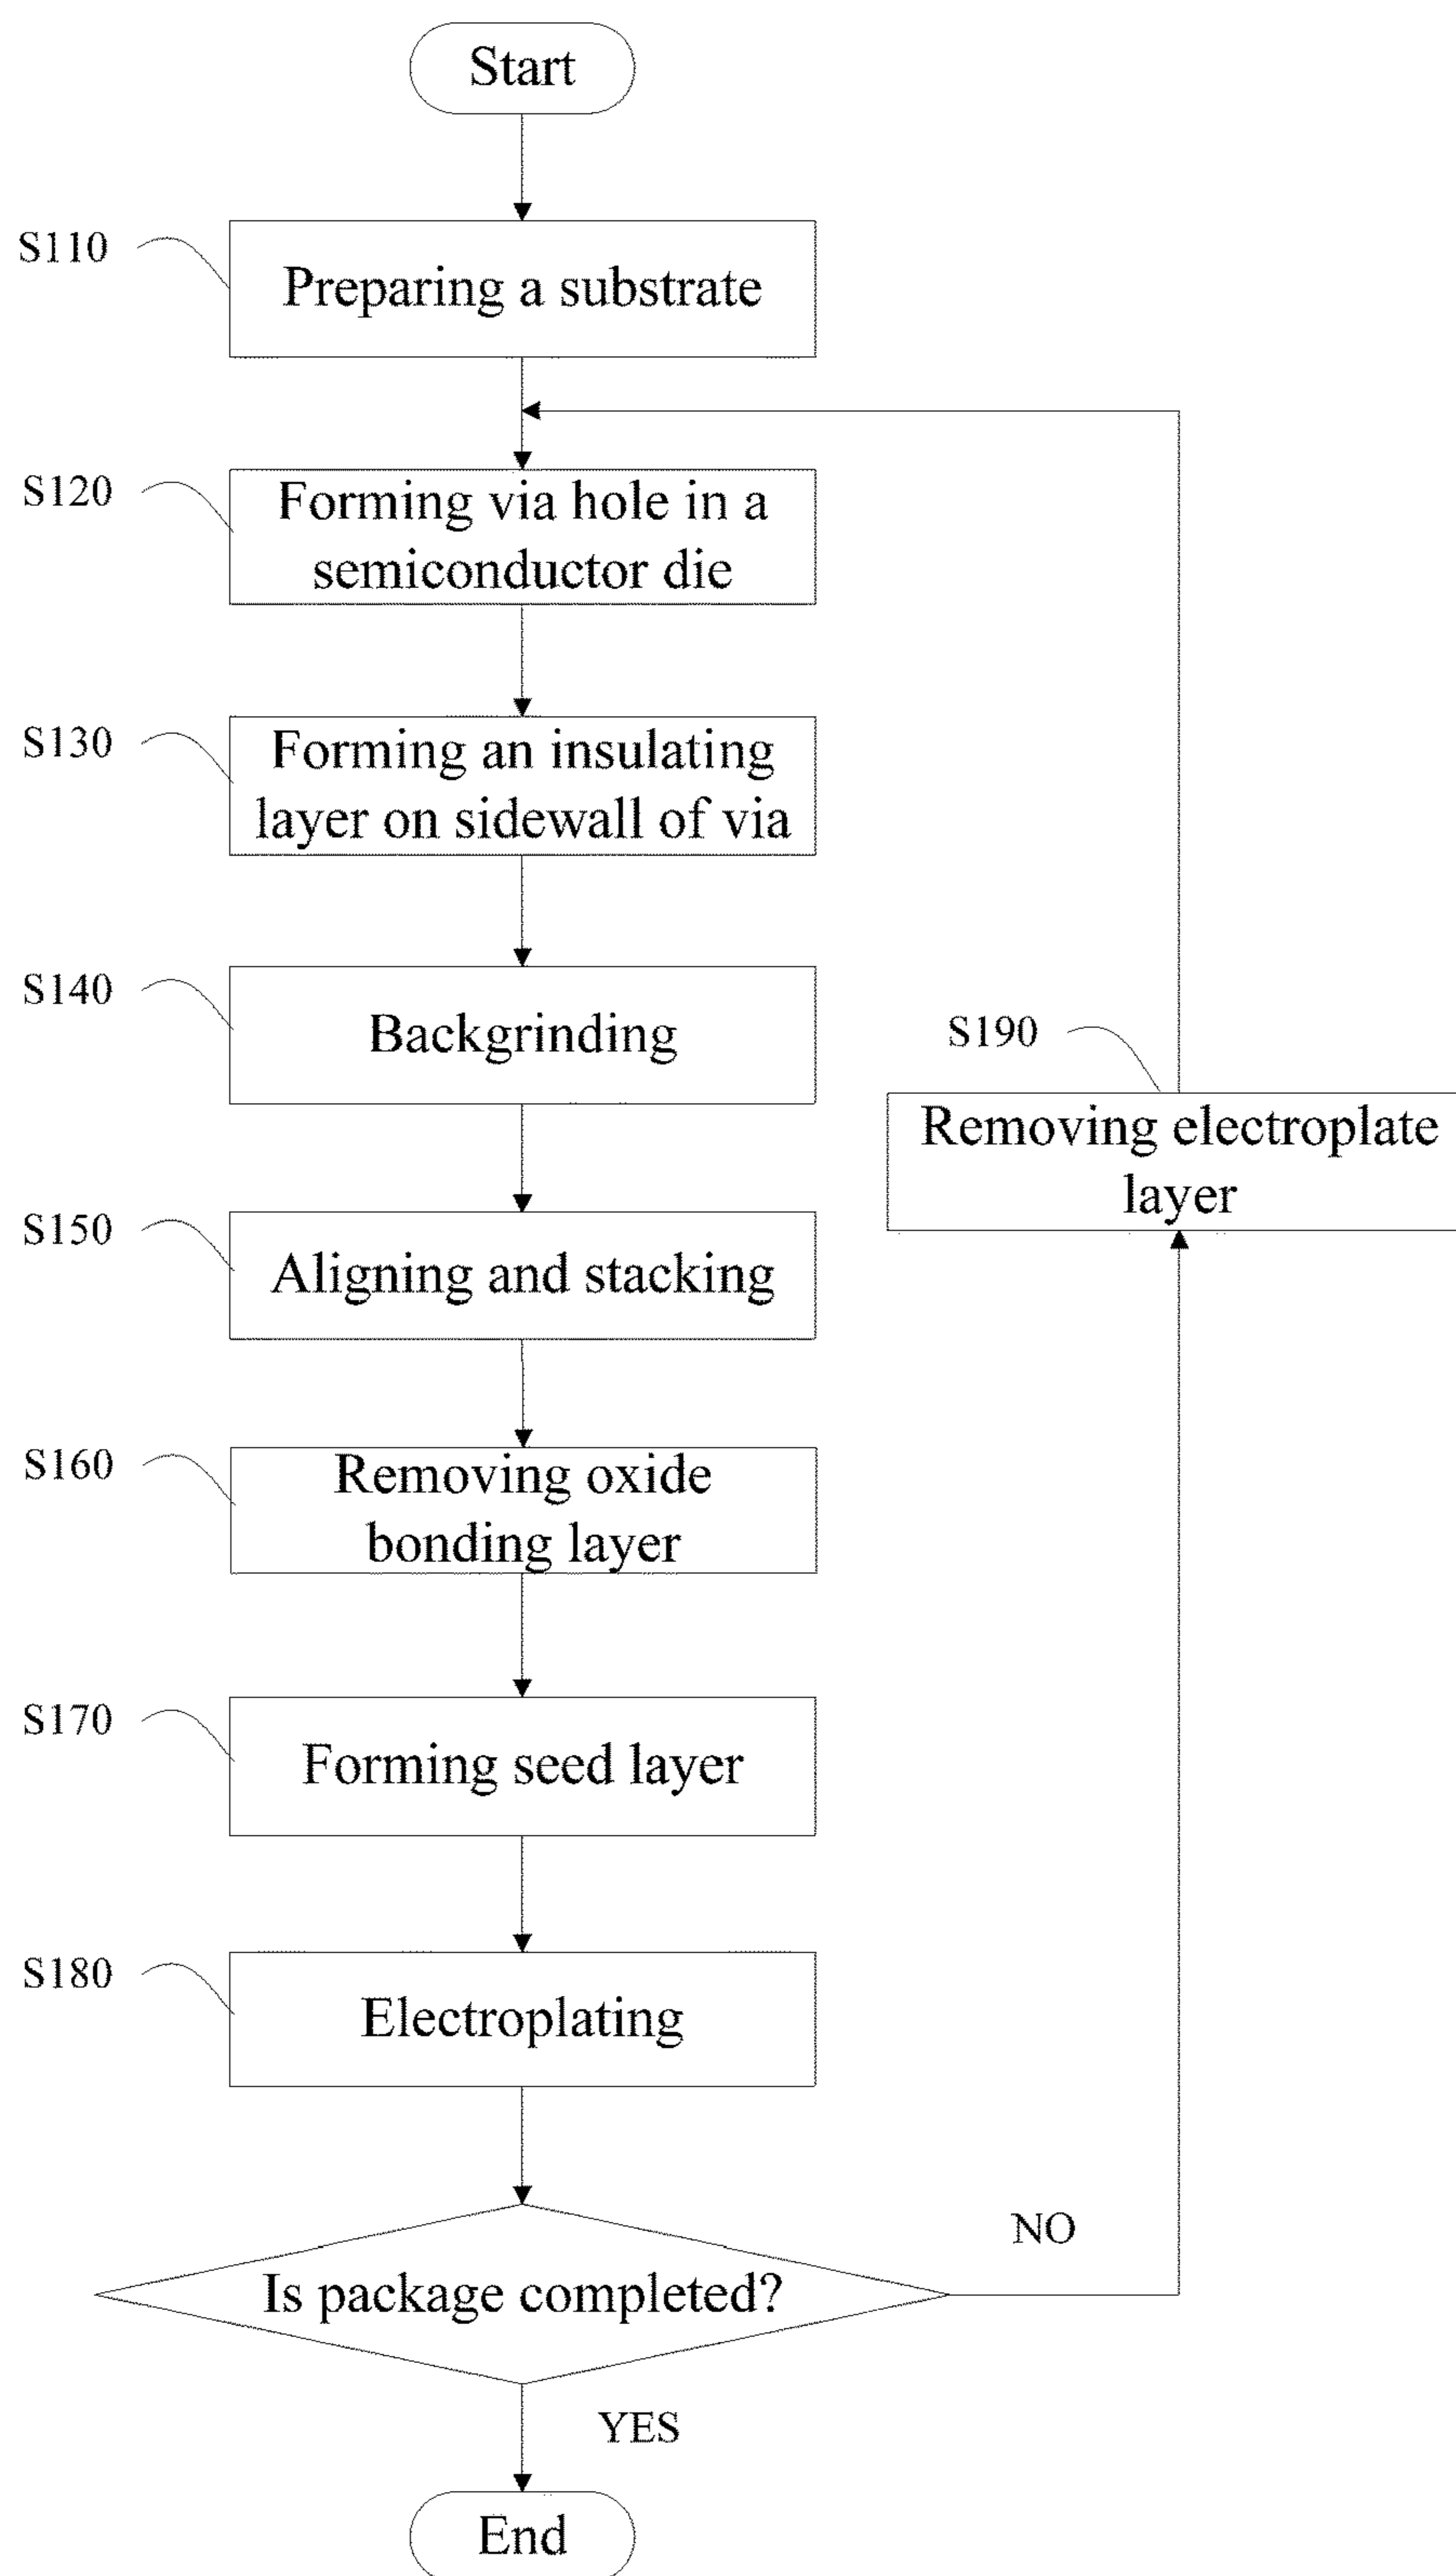 Start
S110
Preparing a substrate
S120
Forming via hole in a
semiconductor die
S130
Forming an insulating
layer on sidewall of via
S140
Backgrinding
S190
Removing electroplate
layer
S150
Aligning and stacking
S160
Removing oxide
bonding layer
S170
Forming seed layer
S180
Electroplating
NO
Is package completed?
YES
End